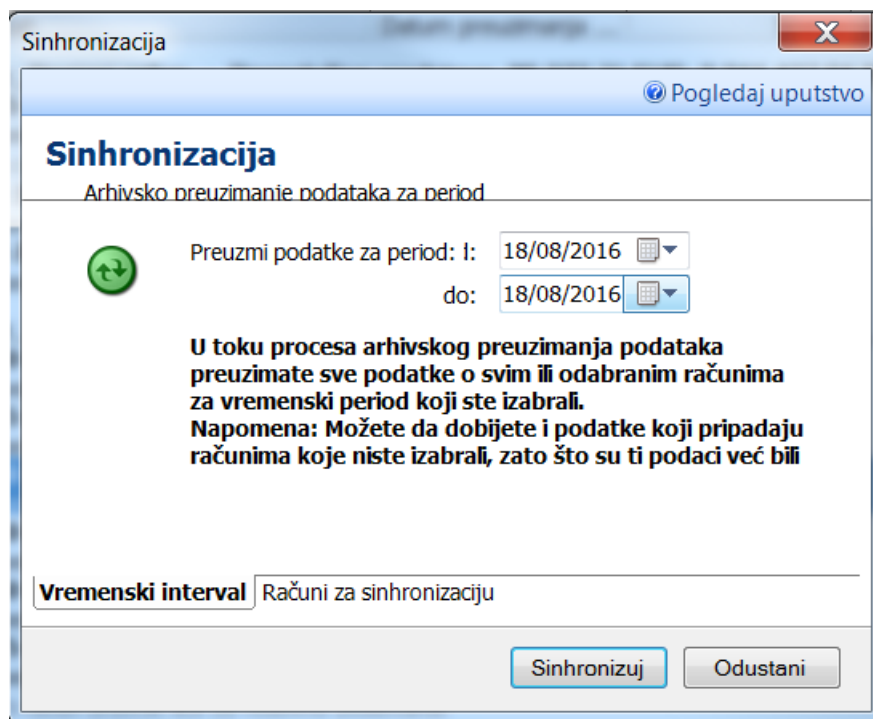 Datum preuzimanja ...
Sinhronizacija
Pogledaj uputstvo
Sinhronizacija
Arhivsko preuzimanje podataka za period
Preuzmi podatke za period: I: 18/08/2016
do: 18/08/2016
U toku procesa arhivskog preuzimanja podataka
preuzimate sve podatke o svim ili odabranim računima
za vremenski period koji ste izabrali.
Napomena: Možete da dobijete i podatke koji pripadaju
računima koje niste izabrali, zato što su ti podaci već bili
Vremenski interval Računi za sinhronizaciju
Sinhronizuj Odustani